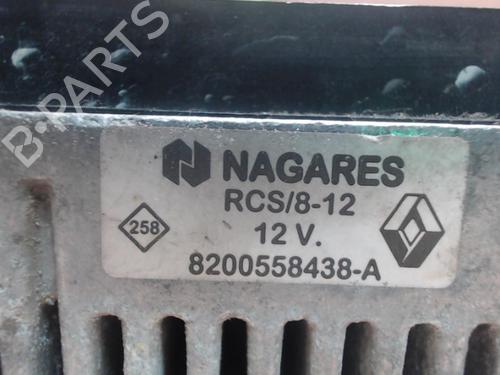 B-PARTS
NAGARES
RCS/8-12
258
12 V.
8200558438-A